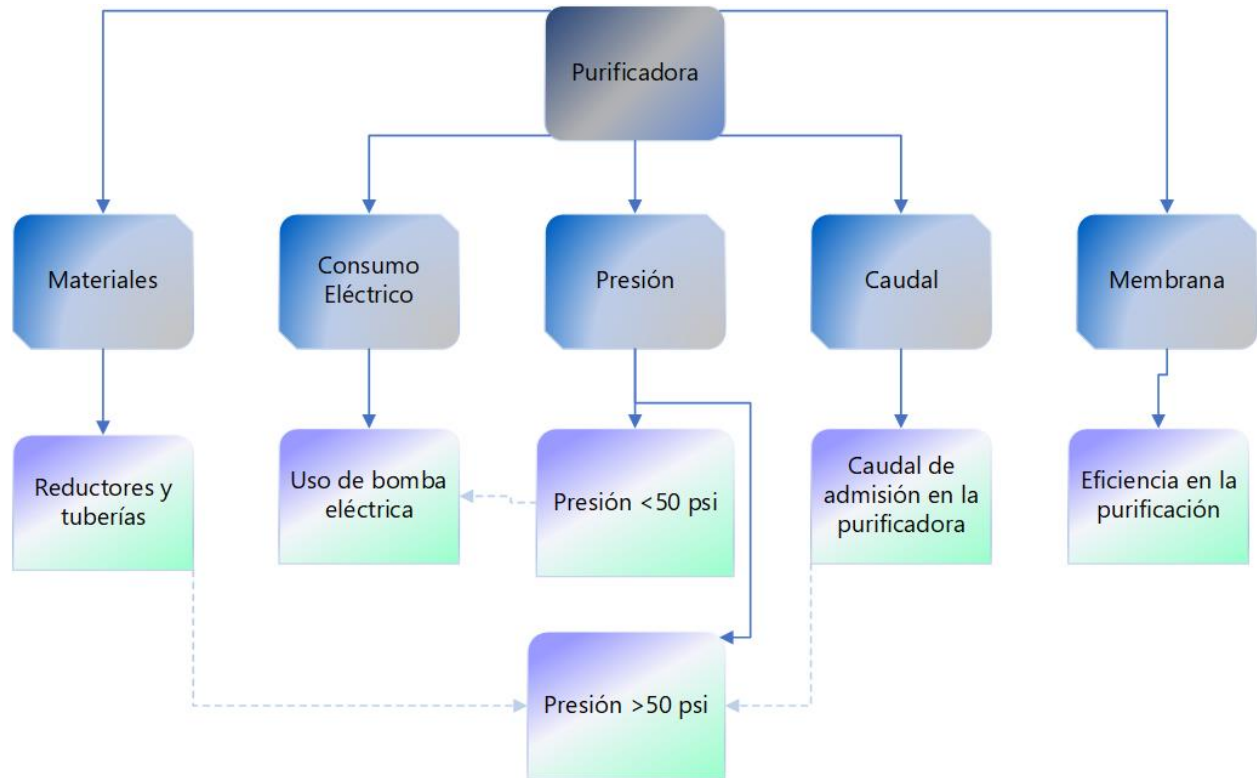 Purificadora
Materiales
Consumo
Eléctrico
Presión
Caudal
Membrana
Reductores y
tuberías
Uso de bomba
eléctrica
Presión <50 psi
Caudal de
admisión en la
purificadora
Eficiencia en la
purificación
Presión >50 psi